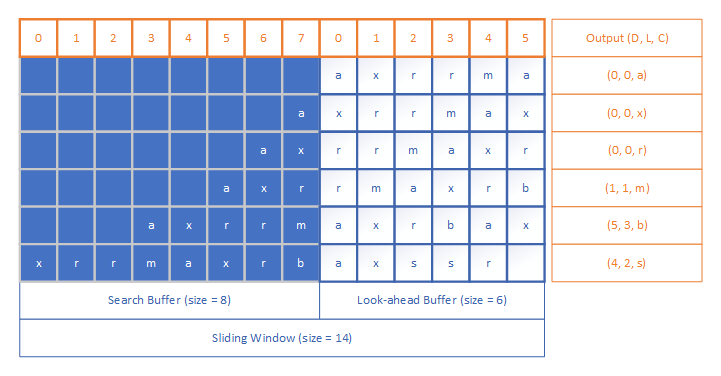 0 1 2 3 4 5 6 7 0 1 2 3 4 5 Output (D, L, C)
a x r r m a (0, 0, a)
a x r r m a x (0, 0, x)
a x r r m a x r (0, 0, r)
a x r r m a x r b (1, 1, m)
a x r r m a x r b a x (5, 3, b)
x r r m a x r b a x s s r (4, 2, s)
Search Buffer (size = 8) Look-ahead Buffer (size = 6)
Sliding Window (size = 14)